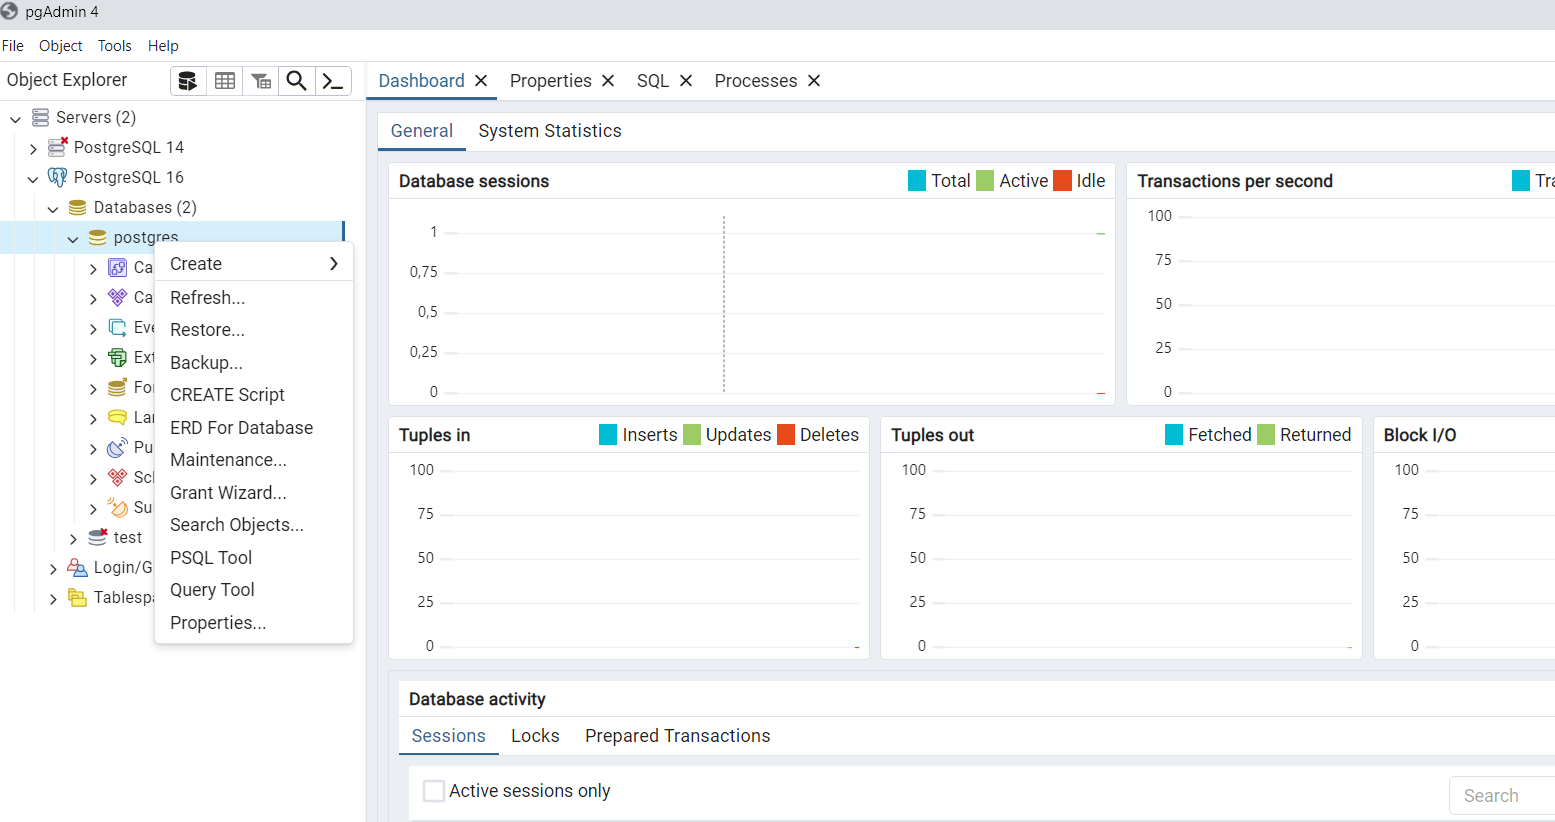 pgAdmin 4
File Object Tools Help
Object Explorer
Servers (2)
PostgreSQL 14
PostgreSQL 16
Databases (2)
postgres
Ca
Ca
Eve
Ext
For
Lar
Pu
Scl
Su
test
Login/G
Tablespa
Create
Refresh...
Restore...
Backup...
CREATE Script
ERD For Database
Maintenance...
Grant Wizard...
Search Objects...
PSQL Tool
Query Tool
Properties...
Dashboard Properties SQL Processes
General System Statistics
Database sessions Total Active Idle
1
0,75
0,5
0,25
0
Transactions per second Tra
100
75
50
25
0
Tuples in Inserts Updates Deletes
100
75
50
25
0
Tuples out Fetched Returned
100
75
50
25
0
Block I/O
100
75
50
25
0
Database activity
Sessions Locks Prepared Transactions
Active sessions only
Search